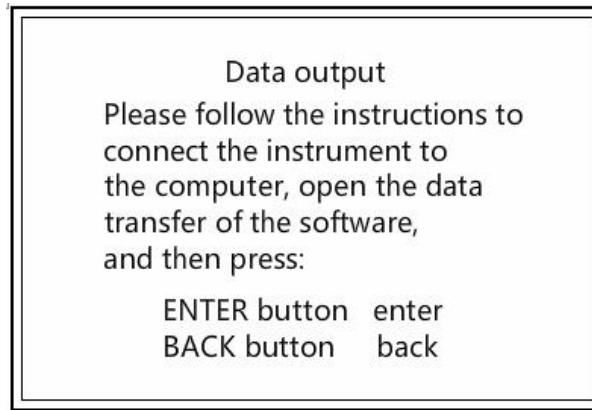 Data output
Please follow the instructions to
connect the instrument to
the computer, open the data
transfer of the software,
and then press:
ENTER button enter
BACK button back